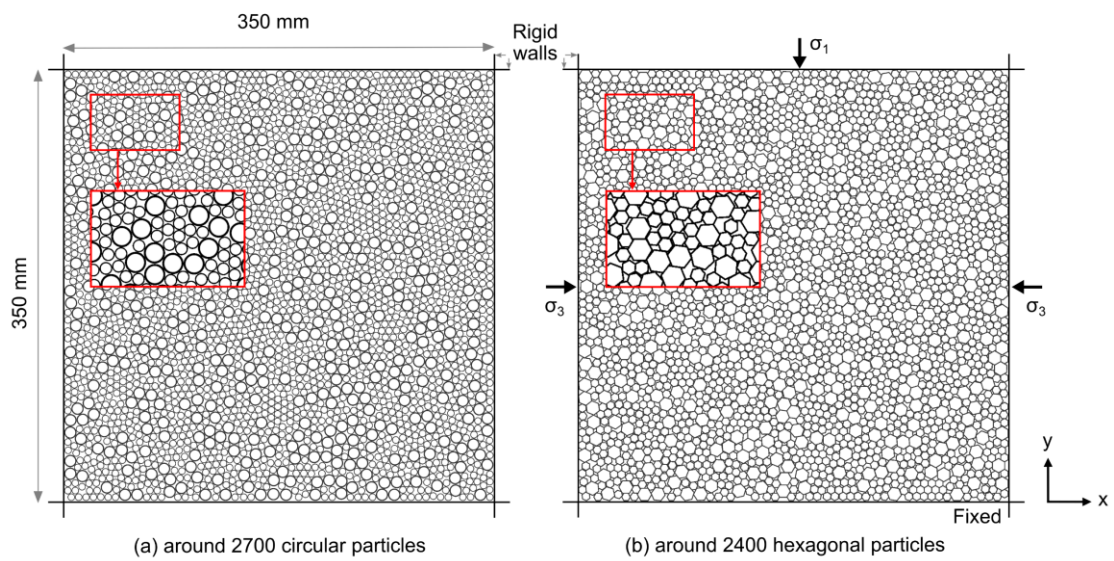 350 mm
Rigid
walls
σ1
350 mm
σ3
σ3
y
x
Fixed
(a) around 2700 circular particles
(b) around 2400 hexagonal particles